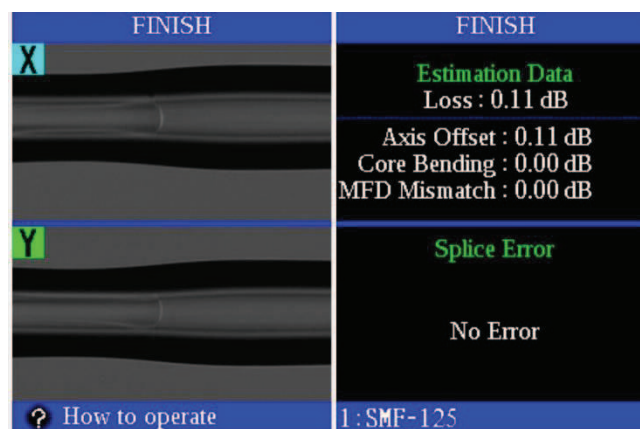 FINISH
X
Y
? How to operate
FINISH
Estimation Data
Loss : 0.11 dB
Axis Offset : 0.11 dB
Core Bending : 0.00 dB
MFD Mismatch : 0.00 dB
Splice Error
No Error
1:SMF-125